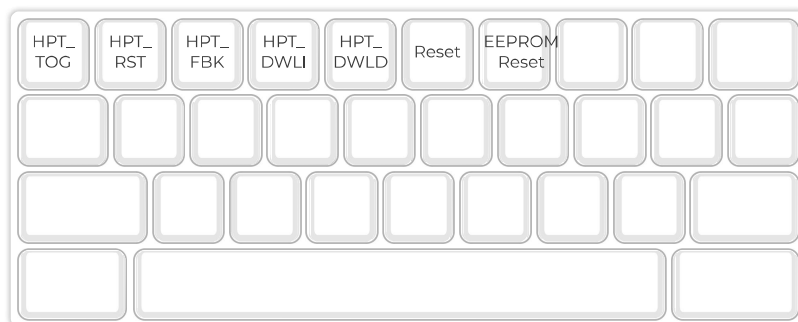 HPT_
TOG
HPT_
RST
HPT_
FBK
HPT_
DWLI
HPT_
DWLD
Reset
EEPROM
Reset